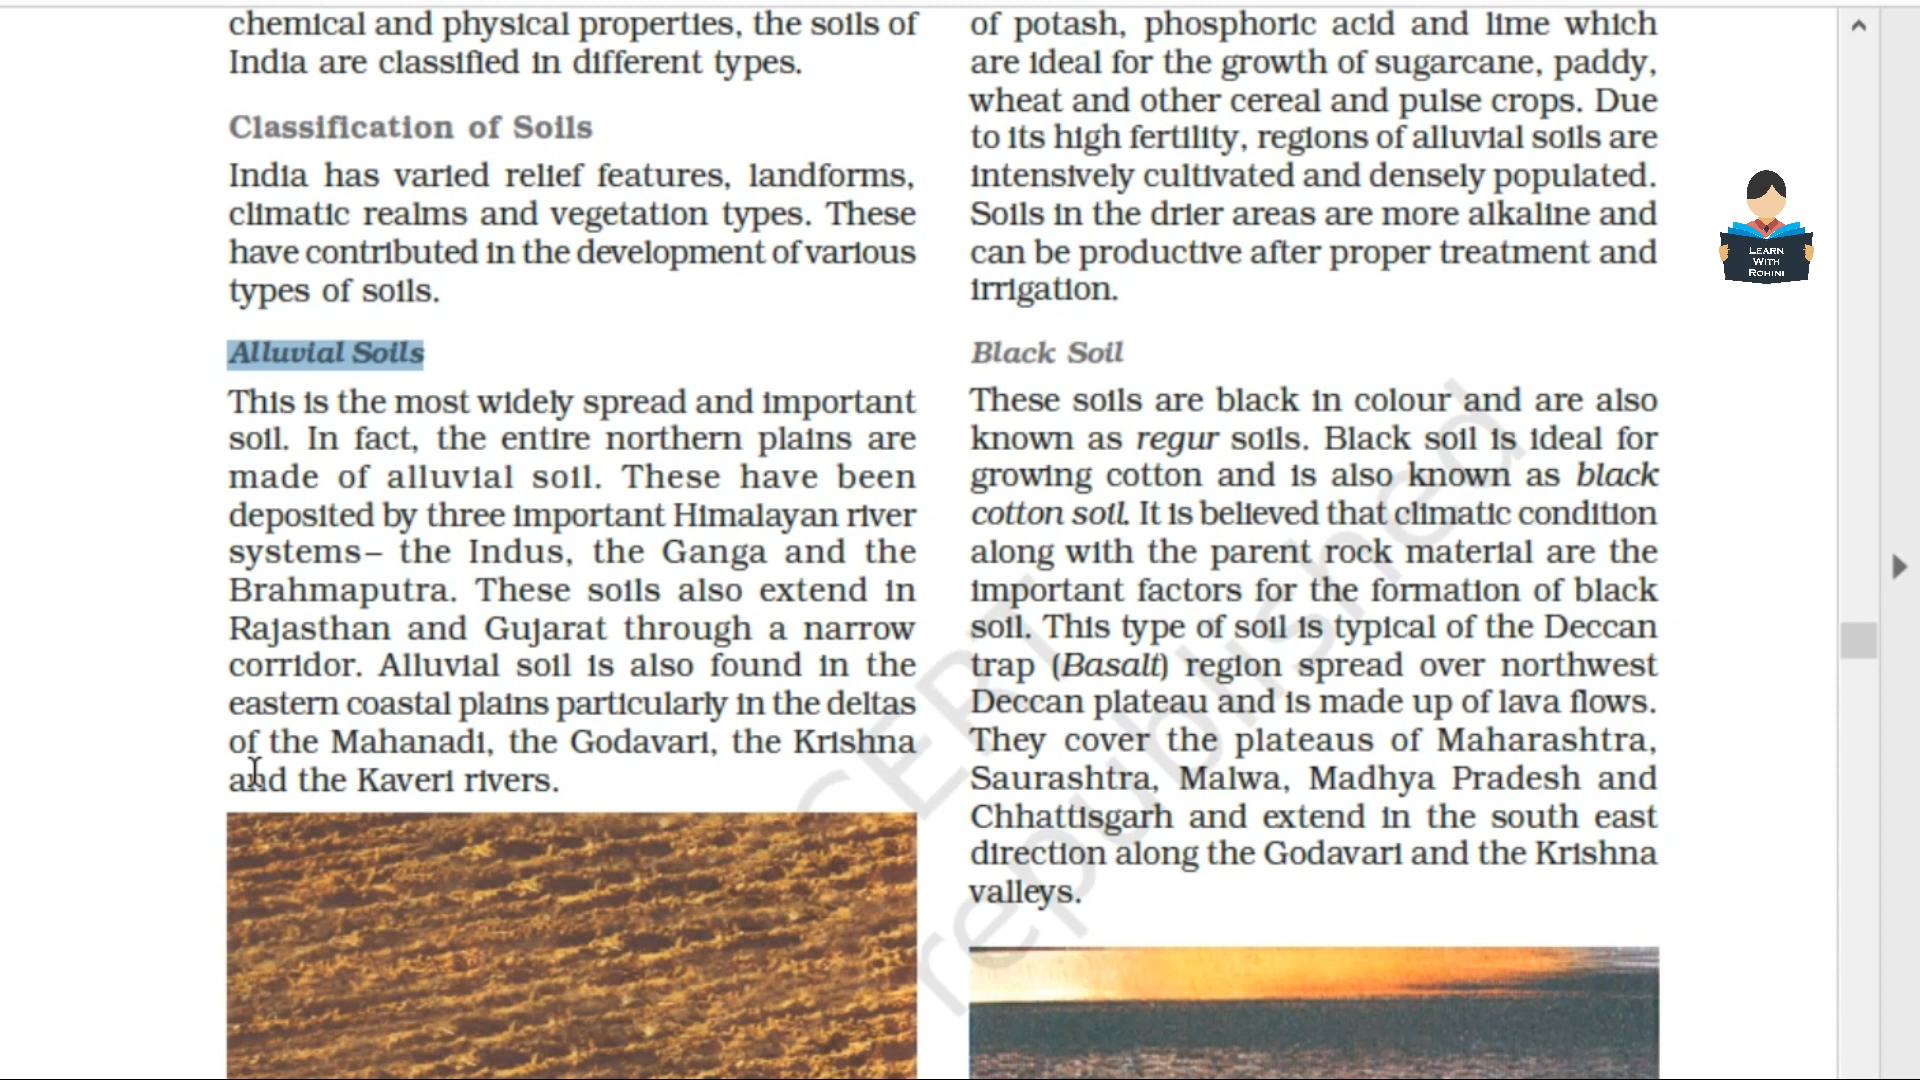 chemical and physical properties, the soils of
India are classified in different types.
Classification of Soils
India has varied relief features, landforms,
climatic realms and vegetation types. These
have contributed in the development of various
types of soils.
Alluvial Soils
This is the most widely spread and important
soil. In fact, the entire northern plains are
made of alluvial soil. These have been
deposited by three important Himalayan river
systems– the Indus, the Ganga and the
Brahmaputra. These soils also extend in
Rajasthan and Gujarat through a narrow
corridor. Alluvial soil is also found in the
eastern coastal plains particularly in the deltas
of the Mahanadi, the Godavari, the Krishna
and the Kaveri rivers.
of potash, phosphoric acid and lime which
are ideal for the growth of sugarcane, paddy,
wheat and other cereal and pulse crops. Due
to its high fertility, regions of alluvial soils are
intensively cultivated and densely populated.
Soils in the drier areas are more alkaline and
can be productive after proper treatment and
irrigation.
Black Soil
These soils are black in colour and are also
known as regur soils. Black soil is ideal for
growing cotton and is also known as black
cotton soil. It is believed that climatic condition
along with the parent rock material are the
important factors for the formation of black
soil. This type of soil is typical of the Deccan
trap (Basalt) region spread over northwest
Deccan plateau and is made up of lava flows.
They cover the plateaus of Maharashtra,
Saurashtra, Malwa, Madhya Pradesh and
Chhattisgarh and extend in the south east
direction along the Godavari and the Krishna
valleys.
CERT
republished
LEARN
WITH
ROHINI